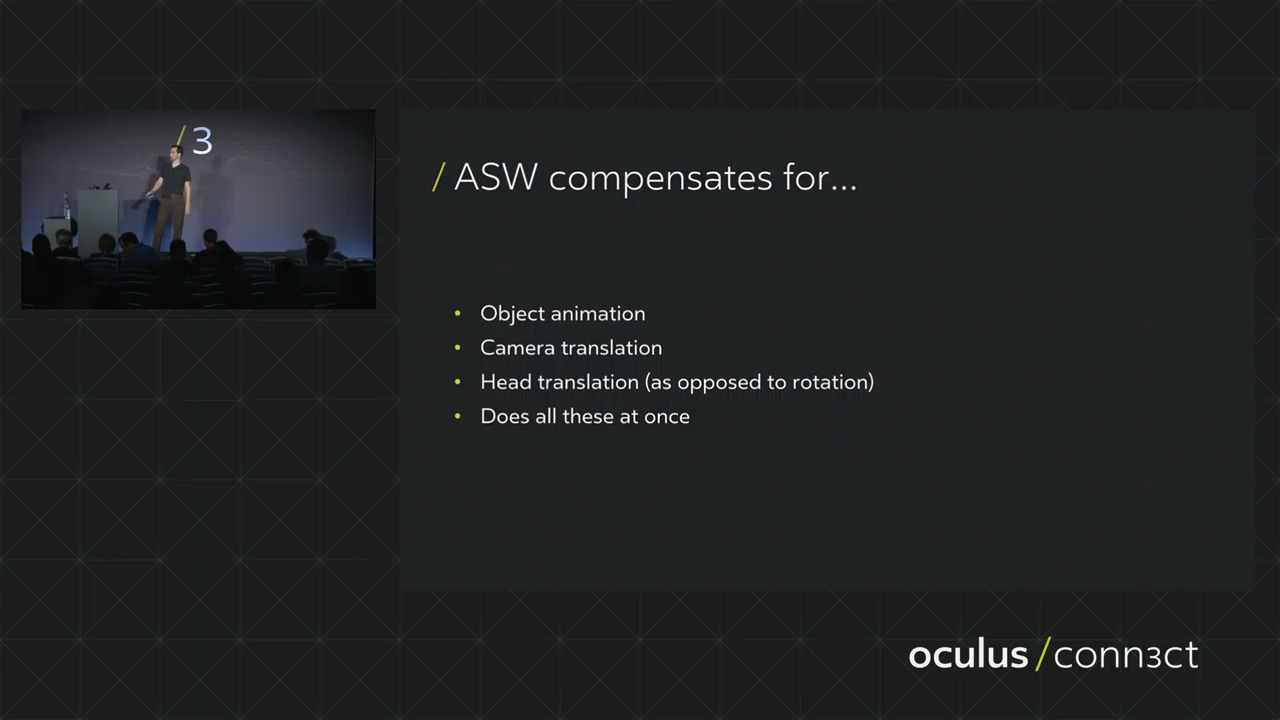 /3
/ ASW compensates for...
• Object animation
• Camera translation
• Head translation (as opposed to rotation)
• Does all these at once
oculus /conn3ct